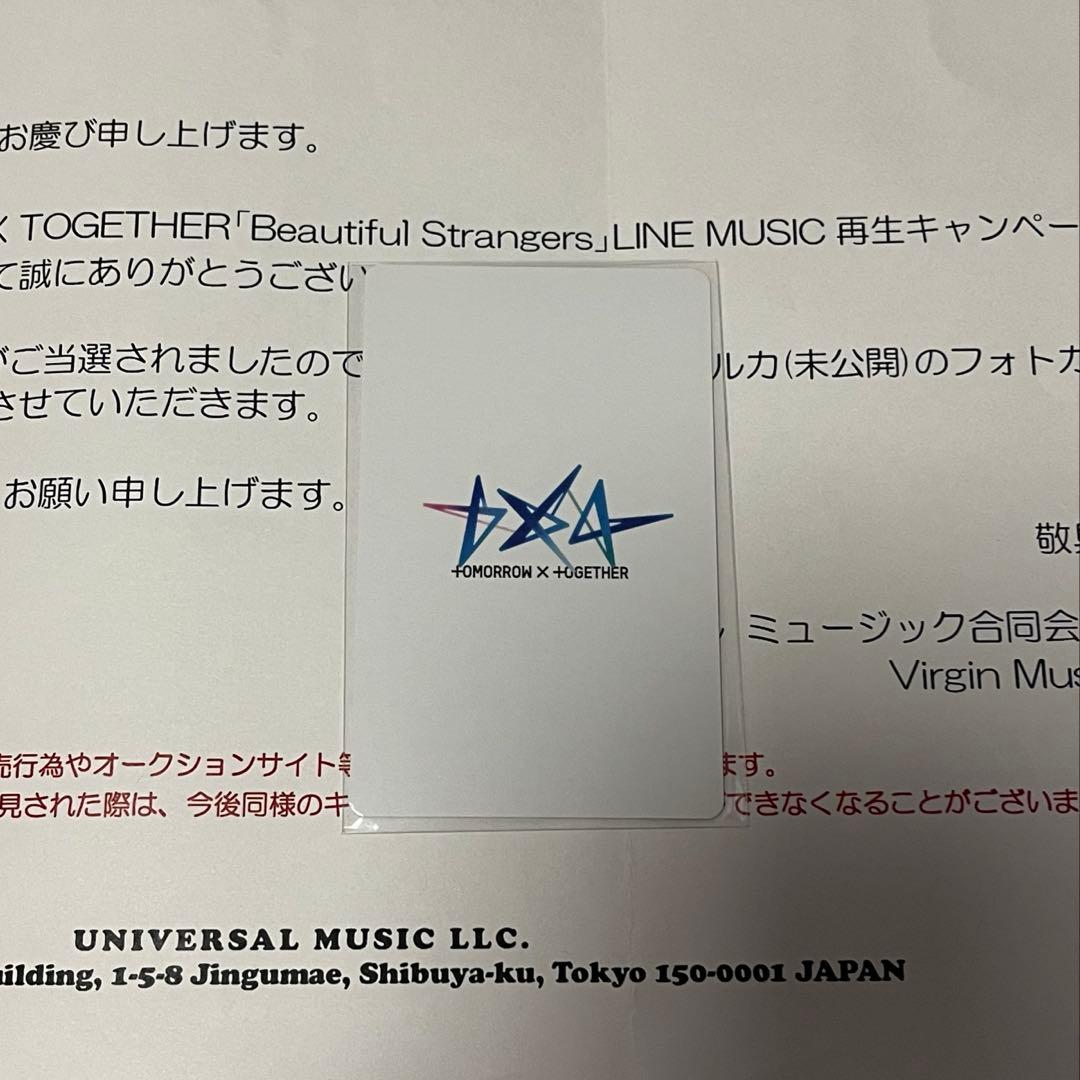 お慶び申し上げます。
X TOGETHER「Beautiful Strangers」LINE MUSIC 再生キャンペー
て誠にありがとうござい
がご当選されましたので
ルカ(未公開)のフォトカ
させていただきます。
お願い申し上げます。
敬具
TOMORROW X TOGETHER
ミュージック合同会
Virgin Mus
売行為やオークションサイト等
ます。
見された際は、今後同様のキ
できなくなることがございま
UNIVERSAL MUSIC LLC.
uilding, 1-5-8 Jingumae, Shibuya-ku, Tokyo 150-0001 JAPAN